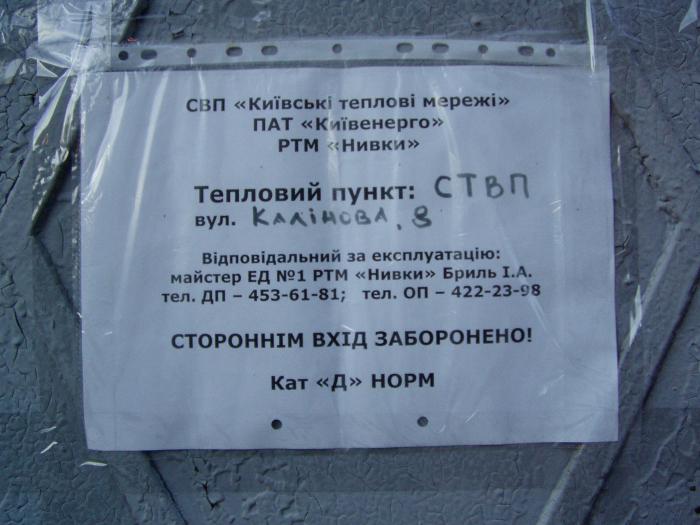 СВП «Київські теплові мережі»
ПАТ «Київенерго»
РТМ «Нивки»
Тепловий пункт: СТВП
вул. Калінова, 8
Відповідальний за експлуатацію:
майстер ЕД №1 РТМ «Нивки» Бриль І.А.
тел. ДП – 453-61-81; тел. ОП – 422-23-98
СТОРОННІМ ВХІД ЗАБОРОНЕНО!
Кат «Д» НОРМ